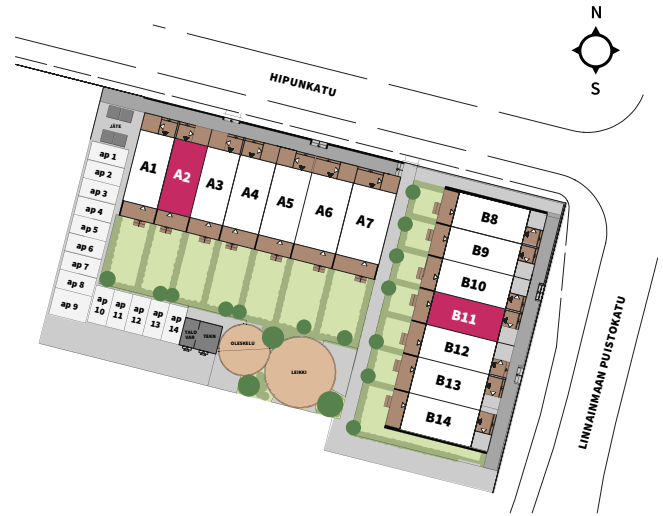 N
S
HIPUNKATU
LINNAINMAAN PUISTOKATU
JÄTE
ap 1
ap 2
ap 3
ap 4
ap 5
ap 6
ap 7
ap 8
ap 9
ap
10
ap
11
ap
12
ap
13
ap
14
A1
A2
A3
A4
A5
A6
A7
TALO
VAR
TEKN
OLESKELU
LEIKKI
B8
B9
B10
B11
B12
B13
B14